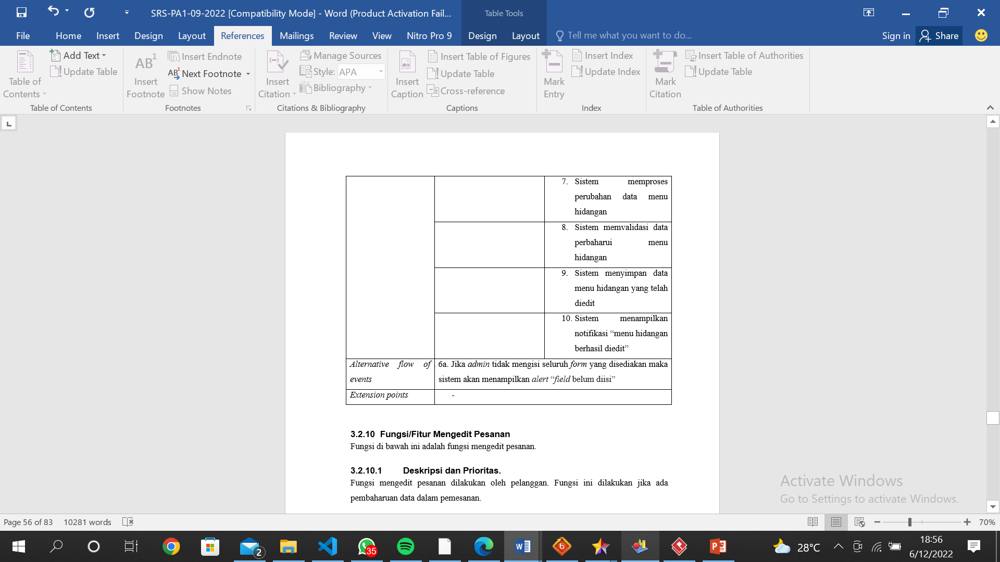 SRS-PA1-09-2022 [Compatibility Mode] - Word (Product Activation Fail...
Table Tools
File
Home
Insert
Design
Layout
References
Mailings
Review
View
Nitro Pro 9
Design
Layout
Tell me what you want to do...
Sign in
Share
Table of
Contents
Add Text
Update Table
Table of Contents
AB1
Insert
Footnote
Insert Endnote
Next Footnote
Show Notes
Footnotes
Insert
Citation
Manage Sources
Style: APA
Bibliography
Citations & Bibliography
Insert
Caption
Insert Table of Figures
Update Table
Cross-reference
Captions
Mark
Entry
Insert Index
Update Index
Index
Mark
Citation
Insert Table of Authorities
Update Table
Table of Authorities
7. Sistem memproses
perubahan data menu
hidangan
8. Sistem memvalidasi data
perbaharui menu
hidangan
9. Sistem menyimpan data
menu hidangan yang telah
diedit
10. Sistem menampilkan
notifikasi “menu hidangan
berhasil diedit”
Alternative flow of
events
6a. Jika admin tidak mengisi seluruh form yang disediakan maka
sistem akan menampilkan alert “field belum diisi”
Extension points
-
3.2.10 Fungsi/Fitur Mengedit Pesanan
Fungsi di bawah ini adalah fungsi mengedit pesanan.
3.2.10.1 Deskripsi dan Prioritas.
Fungsi mengedit pesanan dilakukan oleh pelanggan. Fungsi ini dilakukan jika ada
pembaharuan data dalam pemesanan.
Activate Windows
Go to Settings to activate Windows.
Page 56 of 83
10281 words
70%
2
35
28°C
18:56
6/12/2022